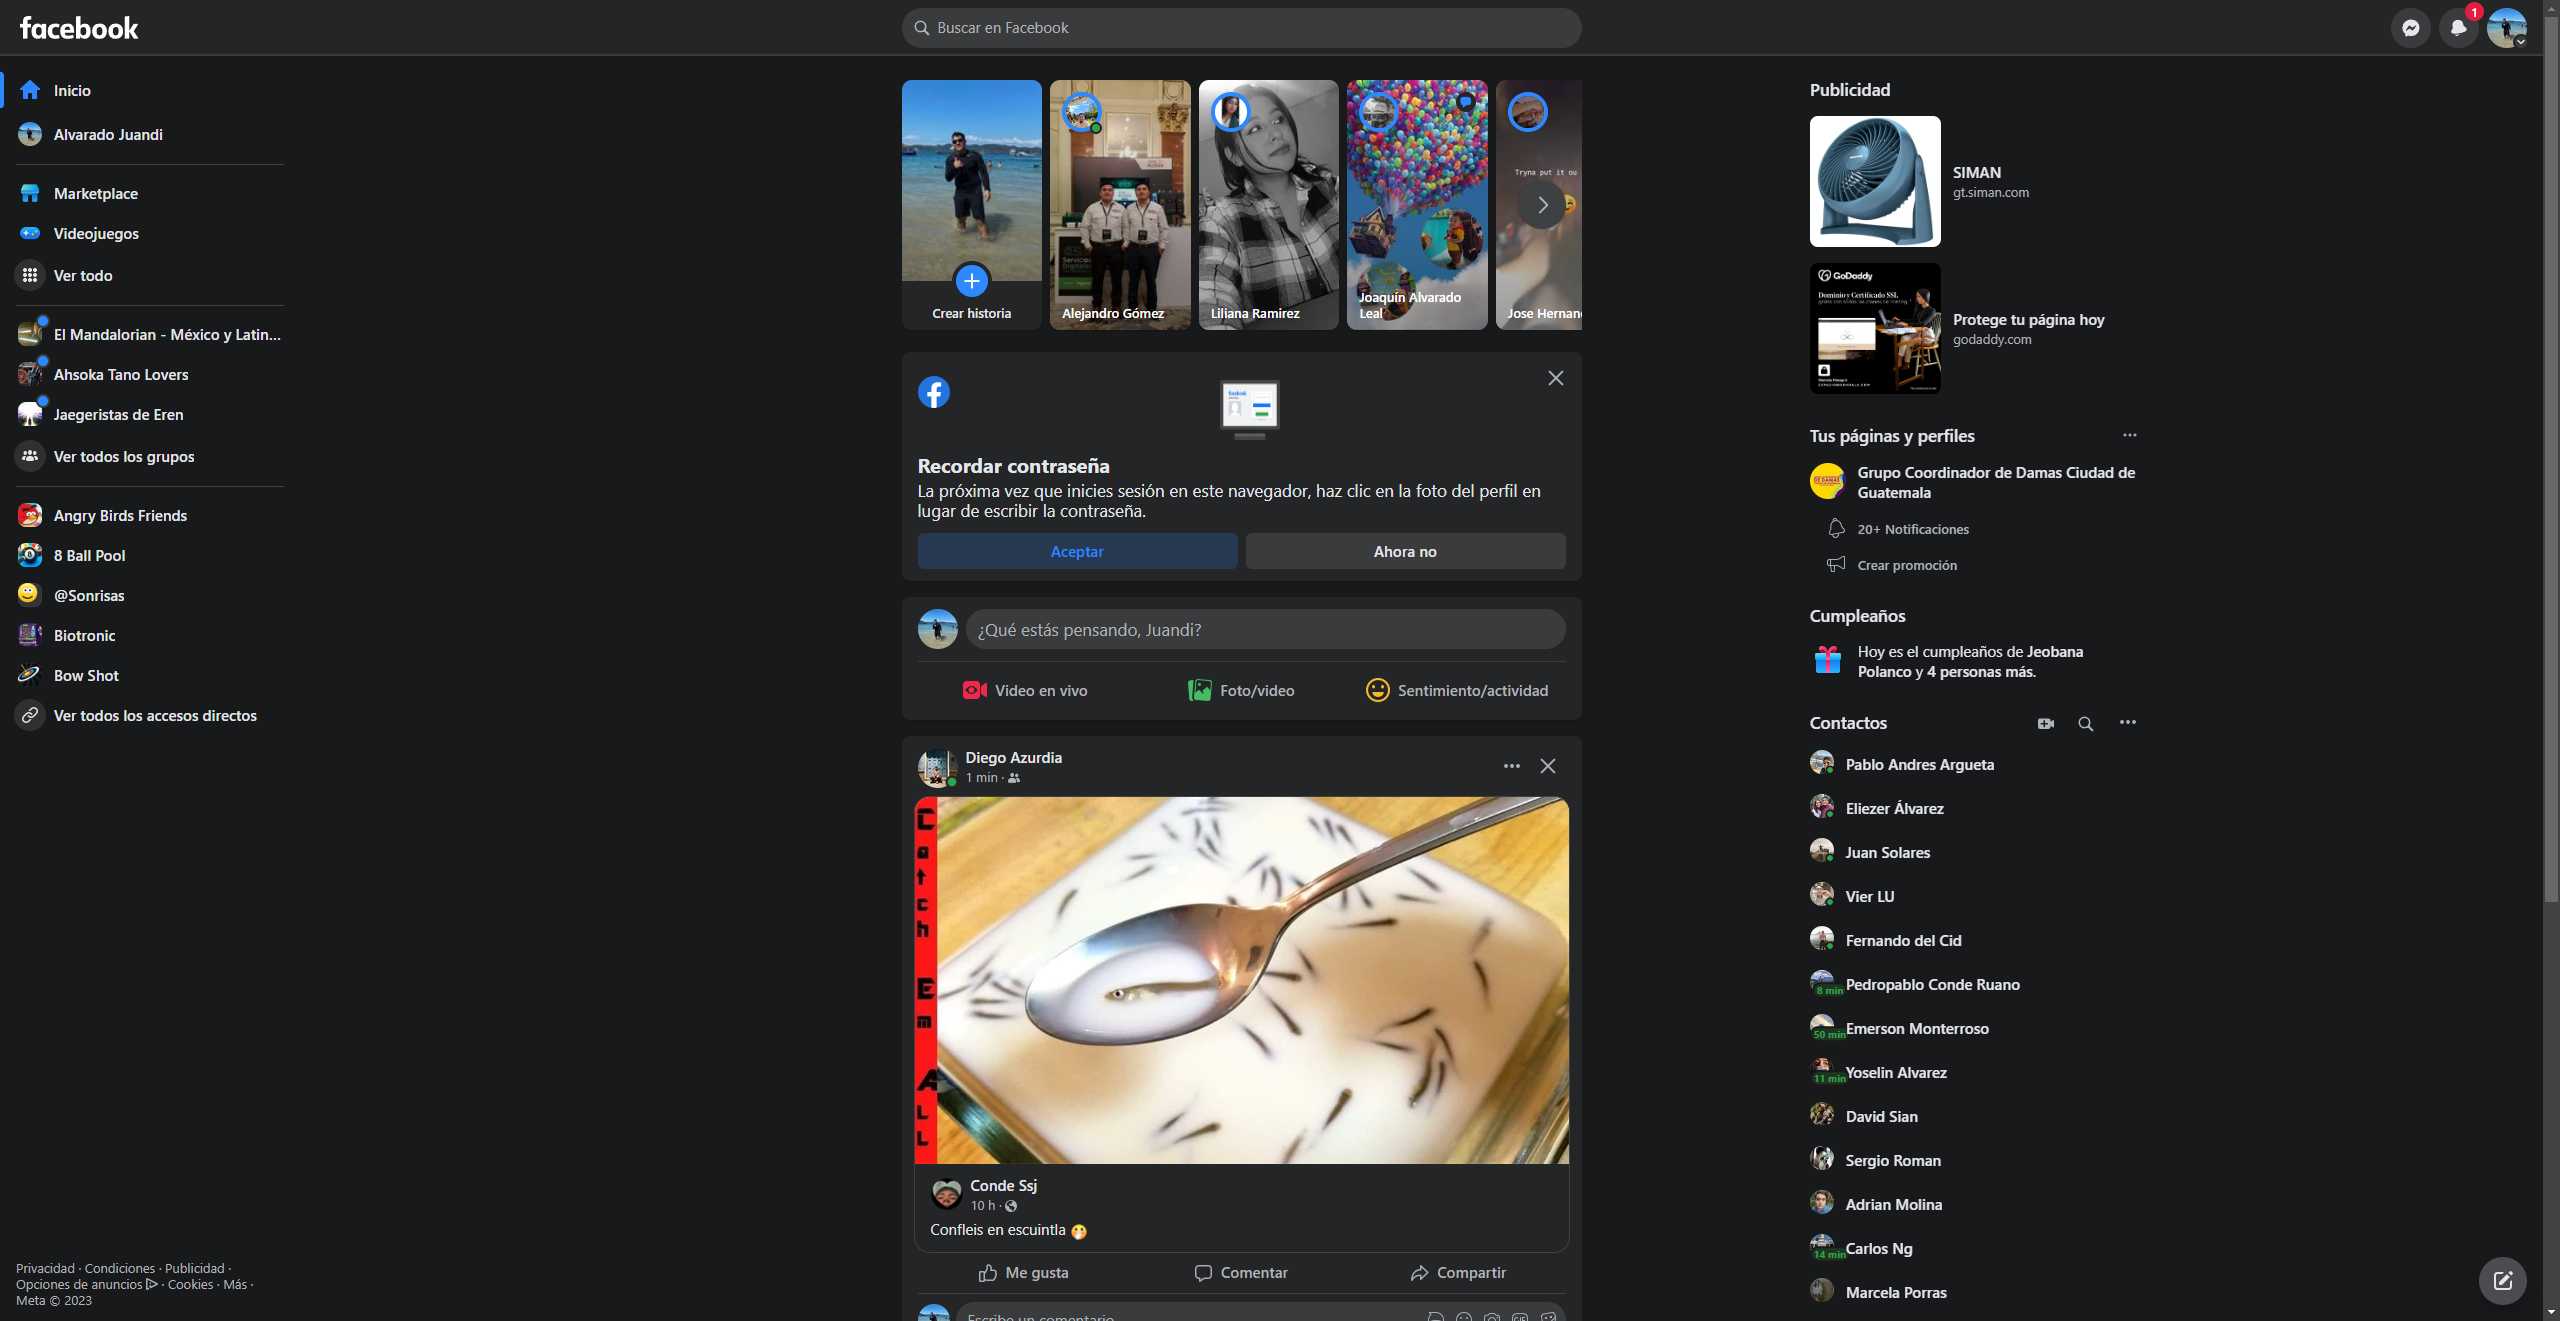 facebook
Buscar en Facebook
1
Inicio
Alvarado Juandi
Marketplace
Videojuegos
Ver todo
El Mandalorian - México y Latin...
Ahsoka Tano Lovers
Jaegeristas de Eren
Ver todos los grupos
Angry Birds Friends
8 Ball Pool
@Sonrisas
Biotronic
Bow Shot
Ver todos los accesos directos
Privacidad · Condiciones · Publicidad ·
Opciones de anuncios · Cookies · Más ·
Meta © 2023
Crear historia
Alejandro Gómez
Liliana Ramirez
Joaquín Alvarado
Leal
Tryna put it ou
Jose Hernan
Recordar contraseña
La próxima vez que inicies sesión en este navegador, haz clic en la foto del perfil en
lugar de escribir la contraseña.
Aceptar
Ahora no
¿Qué estás pensando, Juandi?
Video en vivo
Foto/video
Sentimiento/actividad
Diego Azurdia
1 min ·
Catch Em All
Conde Ssj
10 h ·
Confleis en escuintla
Me gusta
Comentar
Compartir
Escribe un comentario
Publicidad
SIMAN
gt.siman.com
GoDaddy
Dominio y Certificado SSL
Protege tu página hoy
godaddy.com
Tus páginas y perfiles
Grupo Coordinador de Damas Ciudad de
Guatemala
20+ Notificaciones
Crear promoción
Cumpleaños
Hoy es el cumpleaños de Jeobana
Polanco y 4 personas más.
Contactos
Pablo Andres Argueta
Eliezer Álvarez
Juan Solares
Vier LU
Fernando del Cid
8 min Pedropablo Conde Ruano
50 min Emerson Monterroso
11 min Yoselin Alvarez
David Sian
Sergio Roman
Adrian Molina
14 min Carlos Ng
Marcela Porras